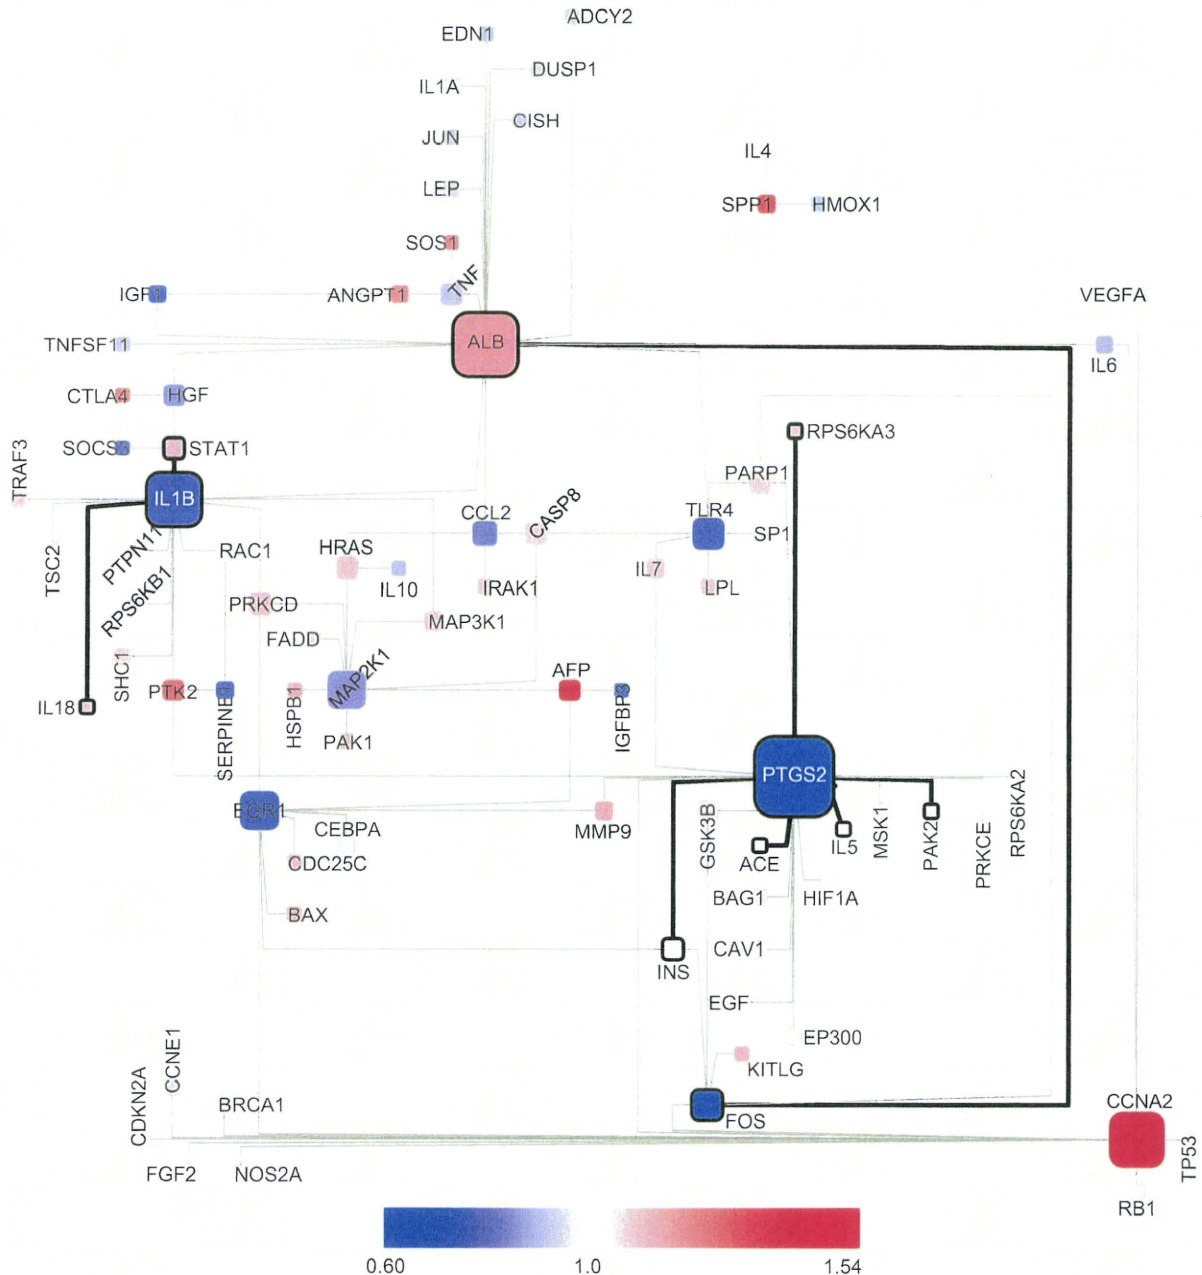 ADCY2
EDN1
DUSP1
IL1A
CISH
JUN
IL4
LEP
SPP1
HMOX1
SOS1
TNF
IGF1
ANGPT1
VEGFA
ALB
TNFSF11
IL6
CTLA4
HGF
RPS6KA3
SOCS3
STAT1
TRAF3
PARP1
IL1B
CCL2
CASP8
TLR4
SP1
PTPN11
RAC1
HRAS
TSC2
IL10
IRAK1
IL7
LPL
RPS6KB1
PRKCD
MAP3K1
FADD
SHC1
MAP2K1
AFP
IL18
PTK2
SERPINE1
HSPB1
IGFBP3
PAK1
PTGS2
EGR1
CEBPA
MMP9
GSK3B
IL5
MSK1
PAK2
PRKCE
RPS6KA2
CDC25C
ACE
BAG1
HIF1A
BAX
CAV1
INS
EGF
EP300
CCNE1
KITLG
CDKN2A
BRCA1
FOS
CCNA2
TP53
FGF2
NOS2A
RB1
0.60
1.0
1.54